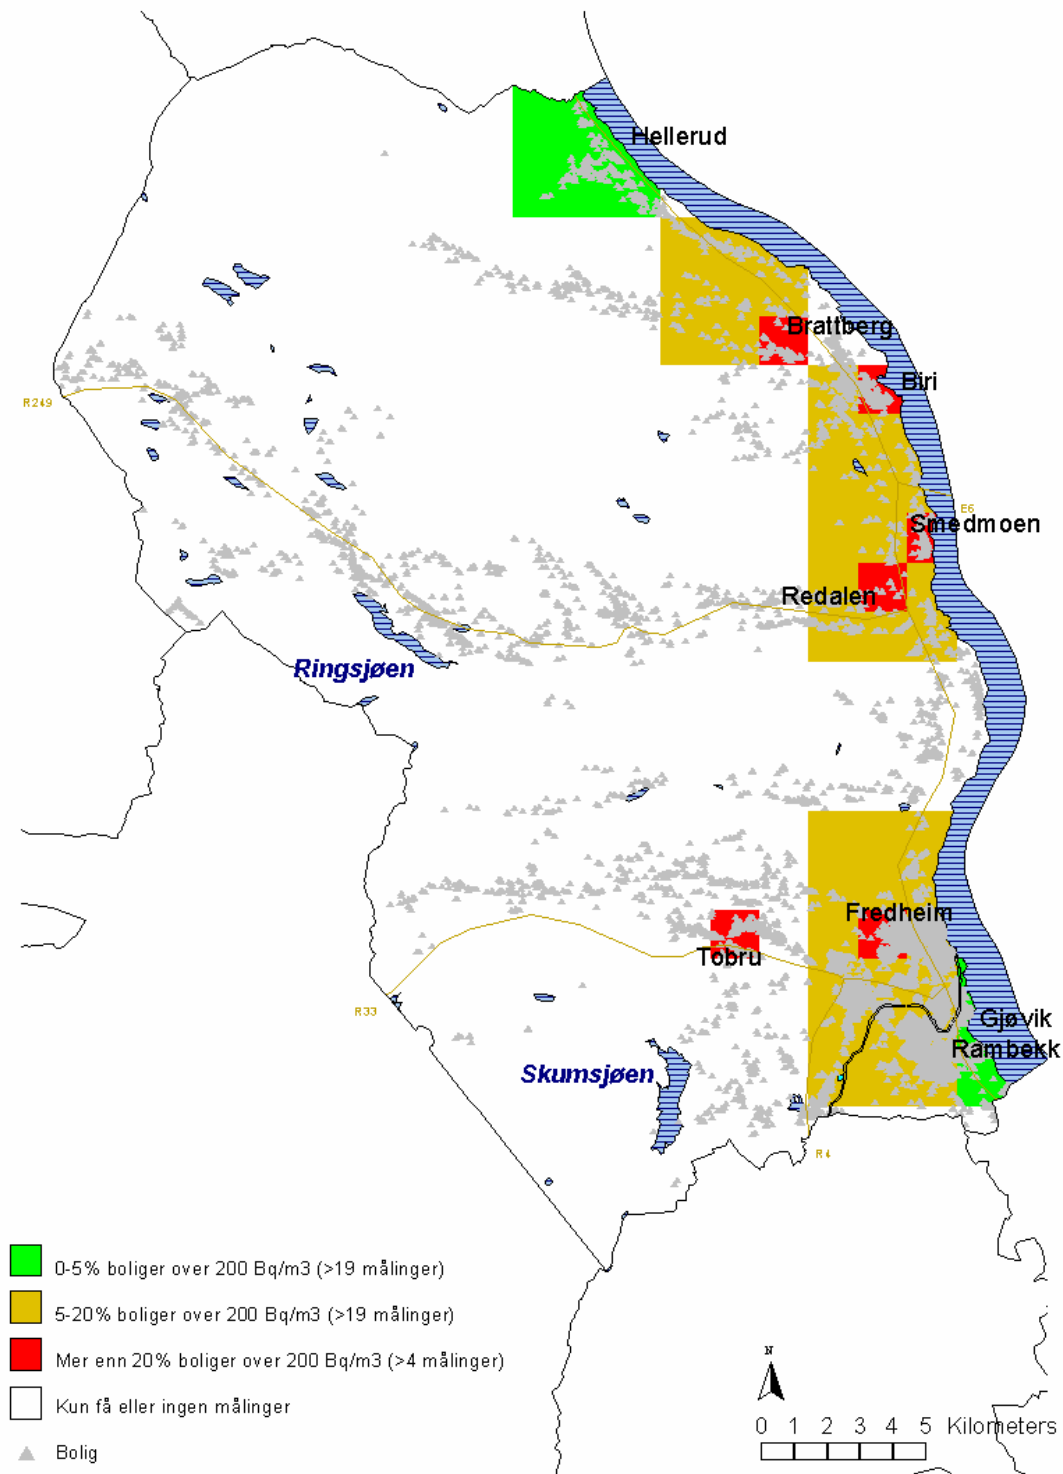 Hellerud
Brattberg
Biri
R249
E6
Smedmoen
Redalen
Ringsjøen
Fredheim
Tobru
R33
Gjøvik
Rambekk
Skumsjøen
R4
0-5% boliger over 200 Bq/m3 (>19 målinger)
5-20% boliger over 200 Bq/m3 (>19 målinger)
Mer enn 20% boliger over 200 Bq/m3 (>4 målinger)
Kun få eller ingen målinger
Bolig
N
0 1 2 3 4 5 Kilometers